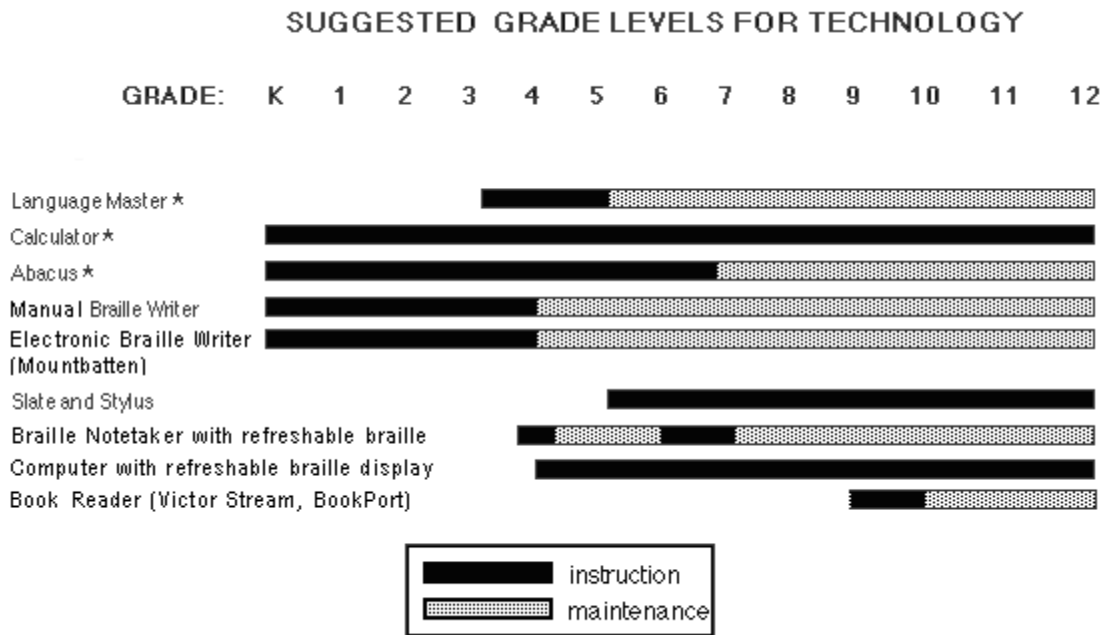 SUGGESTED GRADE LEVELS FOR TECHNOLOGY
GRADE: K 1 2 3 4 5 6 7 8 9 10 11 12
Language Master *
Calculator *
Abacus *
Manual Braille Writer
Electronic Braille Writer
(Mountbatten)
Slate and Stylus
Braille Notetaker with refreshable braille
Computer with refreshable braille display
Book Reader (Victor Stream, BookPort)
instruction
maintenance